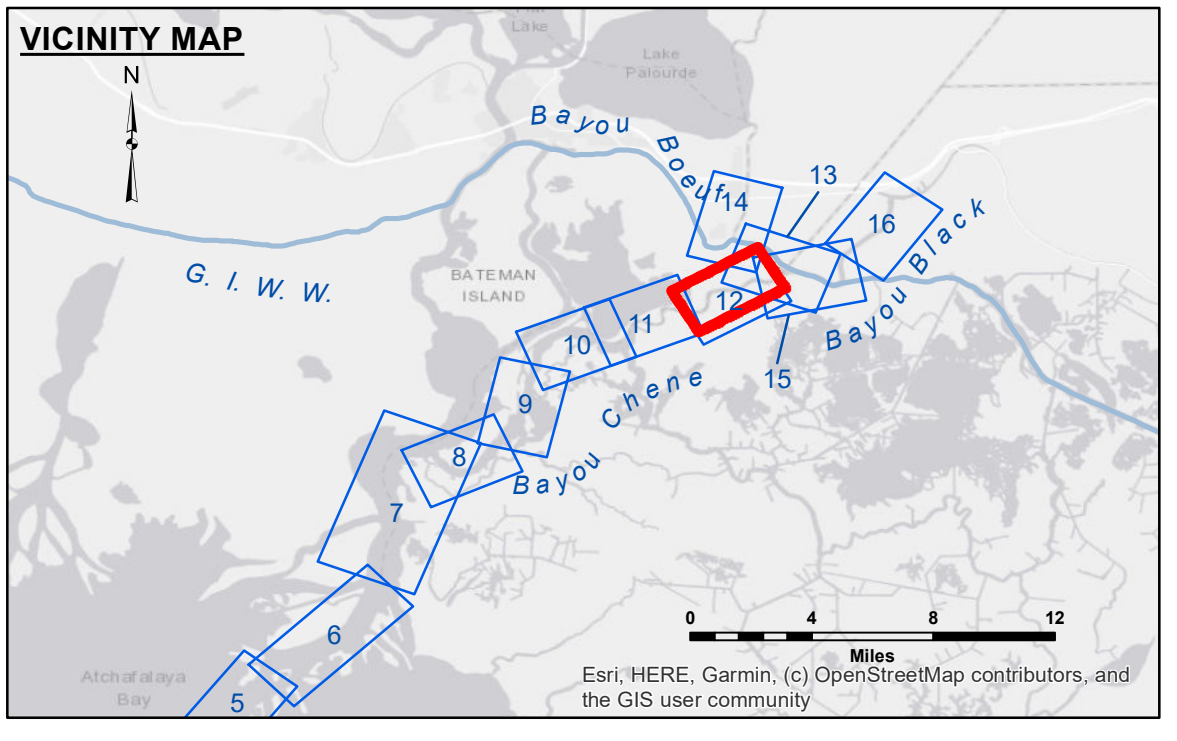 VICINITY MAP
N
Flat
Lake
Lake
Palourde
Bayou
Boeuf
13
14
16
Bayou Black
G. I. W. W.
BATEMAN
ISLAND
12
11
10
15
9
Bayou Chene
8
7
6
5
Atchafalaya
Bay
0 4 8 12
Miles
Esri, HERE, Garmin, (c) OpenStreetMap contributors, and
the GIS user community